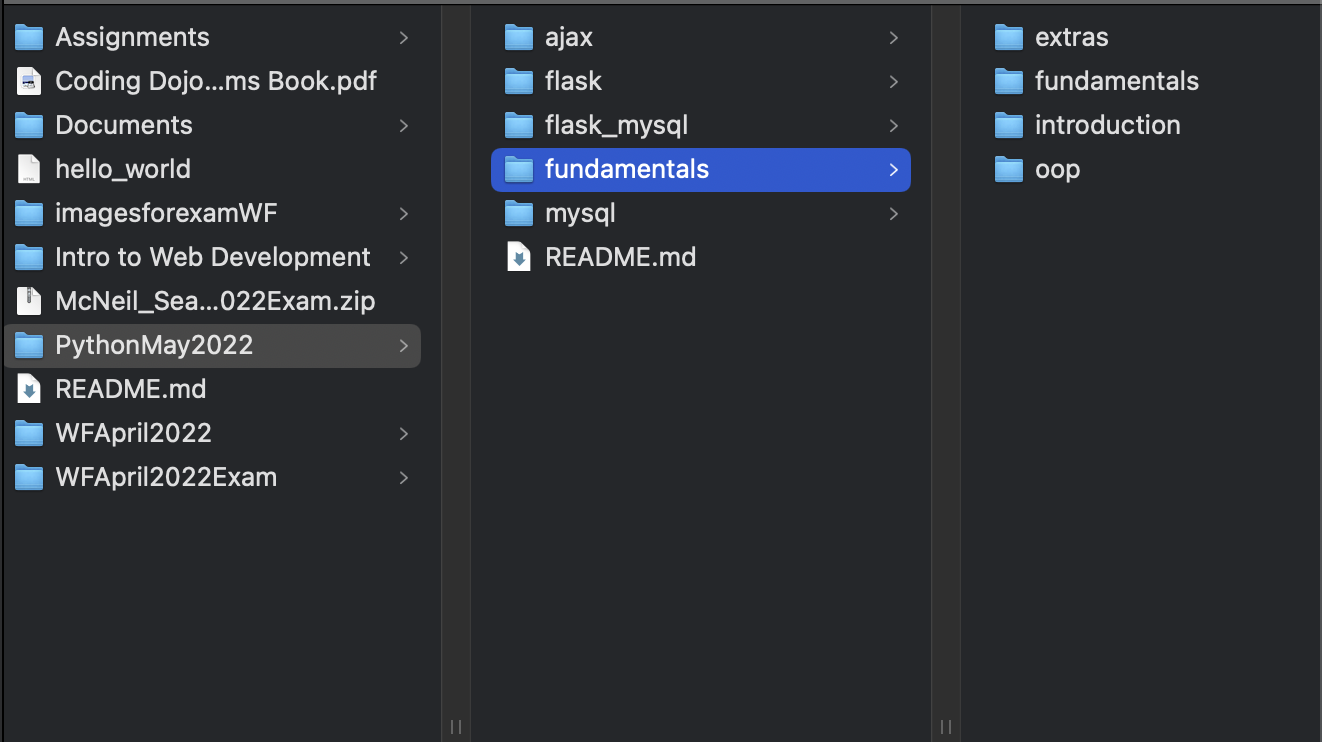 Assignments
Coding Dojo...ms Book.pdf
Documents
hello_world
imagesforexamWF
Intro to Web Development
McNeil_Sea...022Exam.zip
PythonMay2022
README.md
WFApril2022
WFApril2022Exam
ajax
flask
flask_mysql
fundamentals
mysql
README.md
extras
fundamentals
introduction
oop